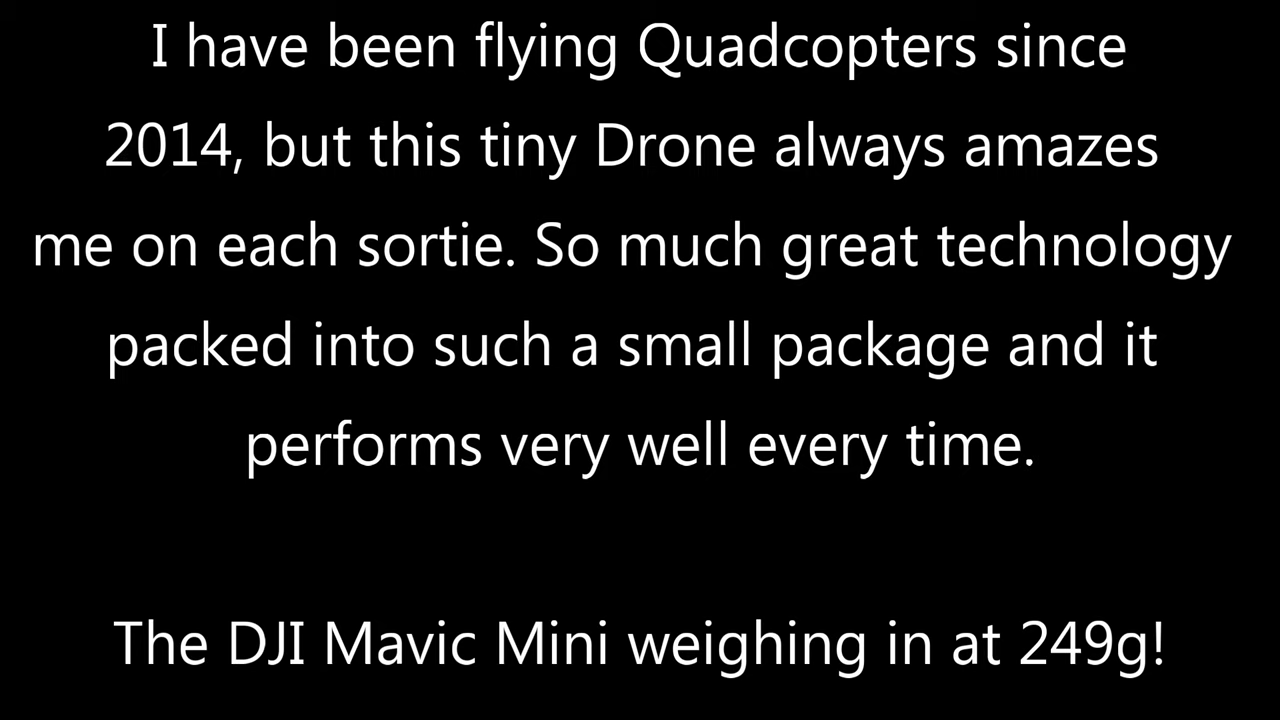 I have been flying Quadcopters since
2014, but this tiny Drone always amazes
me on each sortie. So much great technology
packed into such a small package and it
performs very well every time.
The DJI Mavic Mini weighing in at 249g!